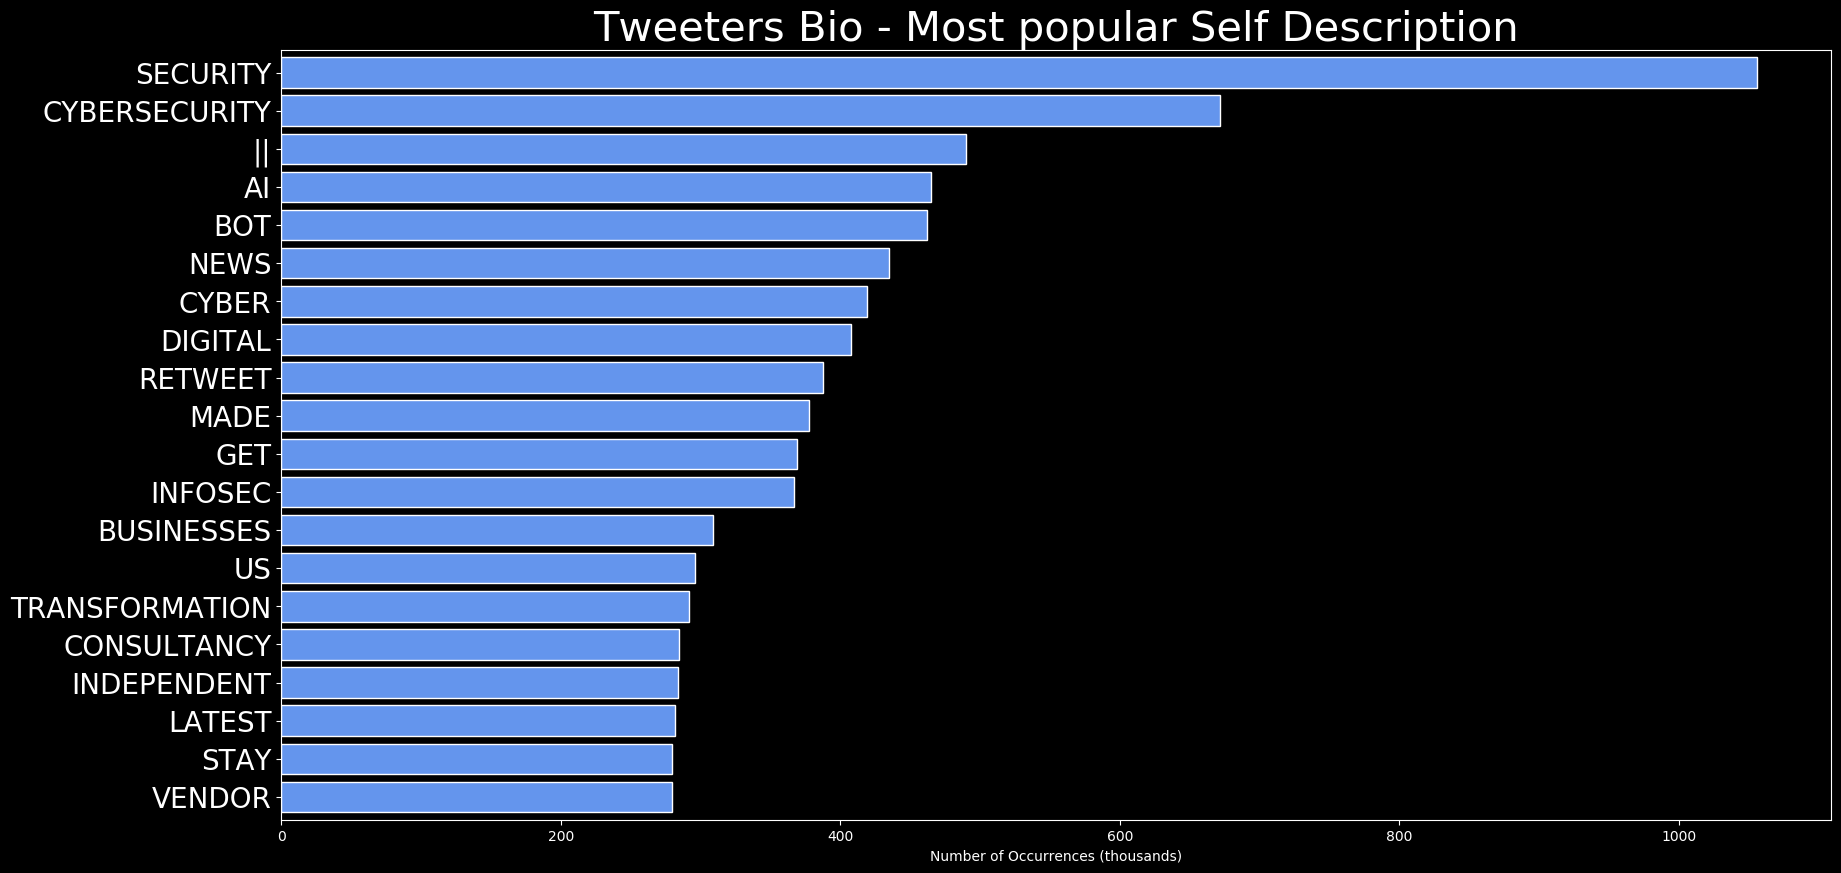 Tweeters Bio - Most popular Self Description
SECURITY
CYBERSECURITY
||
AI
BOT
NEWS
CYBER
DIGITAL
RETWEET
MADE
GET
INFOSEC
BUSINESSES
US
TRANSFORMATION
CONSULTANCY
INDEPENDENT
LATEST
STAY
VENDOR
0 200 400 600 800 1000
Number of Occurrences (thousands)